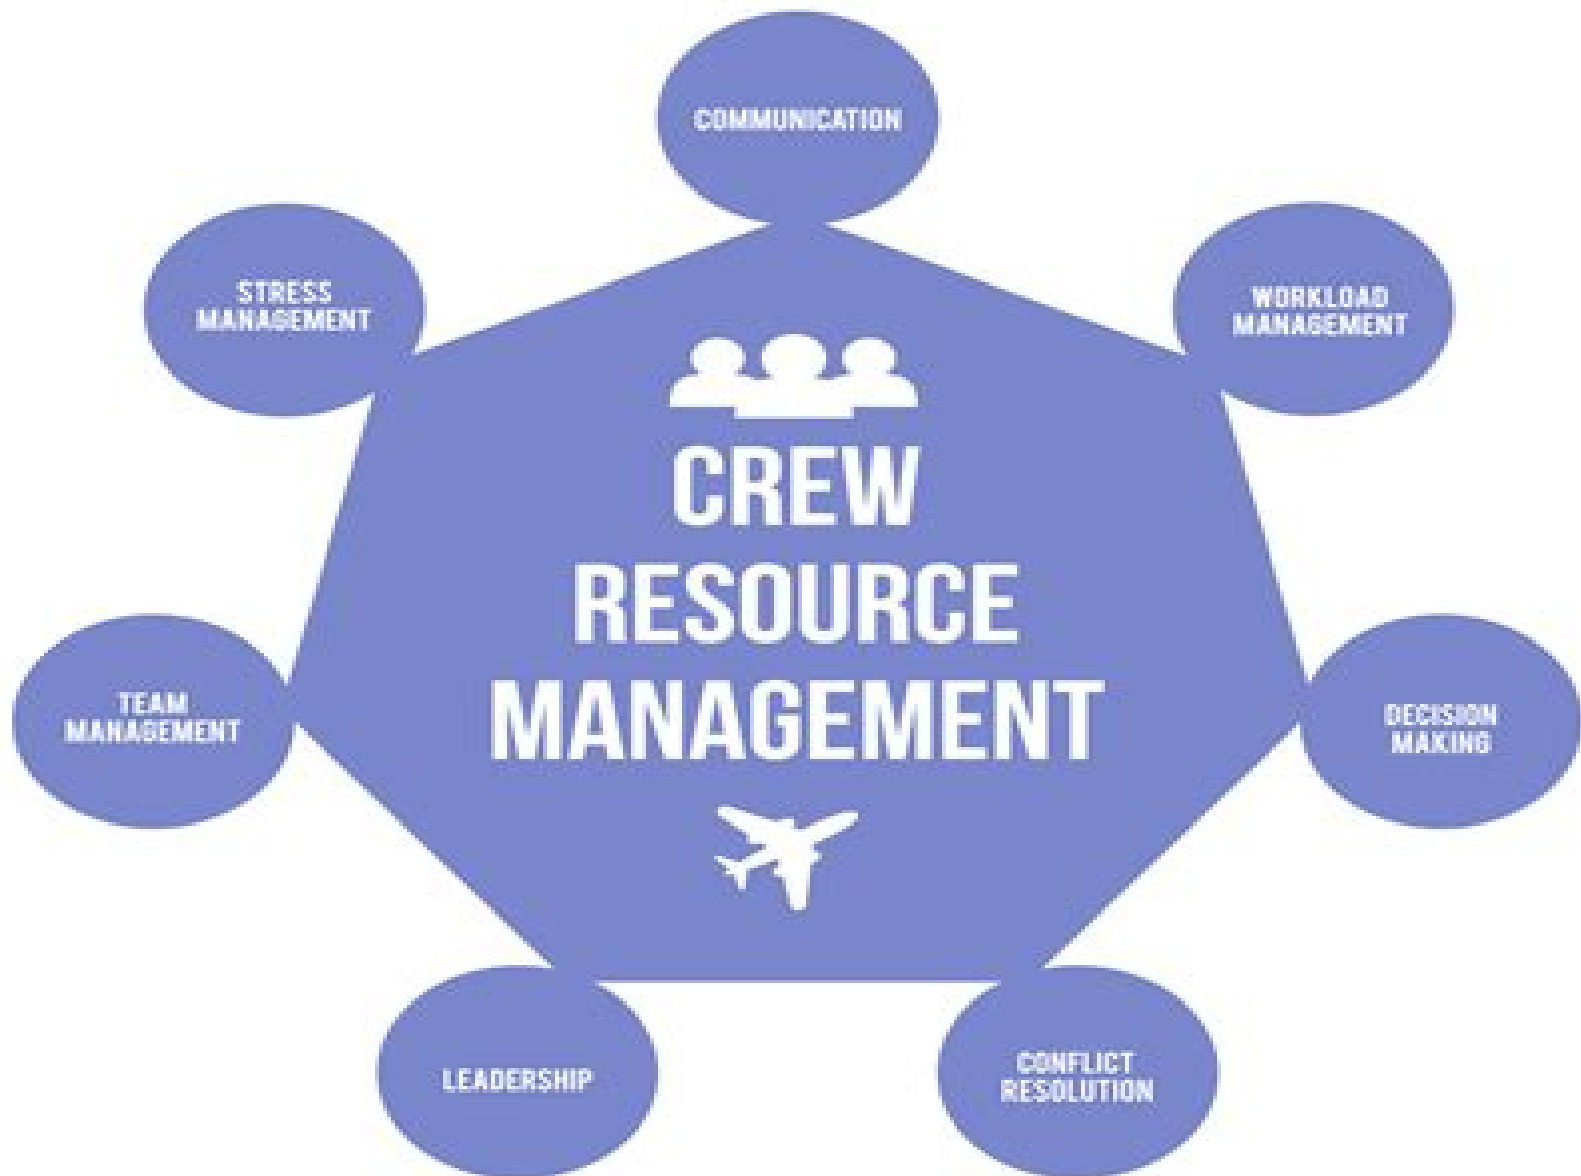 COMMUNICATION
STRESS
MANAGEMENT
WORKLOAD
MANAGEMENT
CREW
RESOURCE
MANAGEMENT
TEAM
MANAGEMENT
DECISION
MAKING
LEADERSHIP
CONFLICT
RESOLUTION